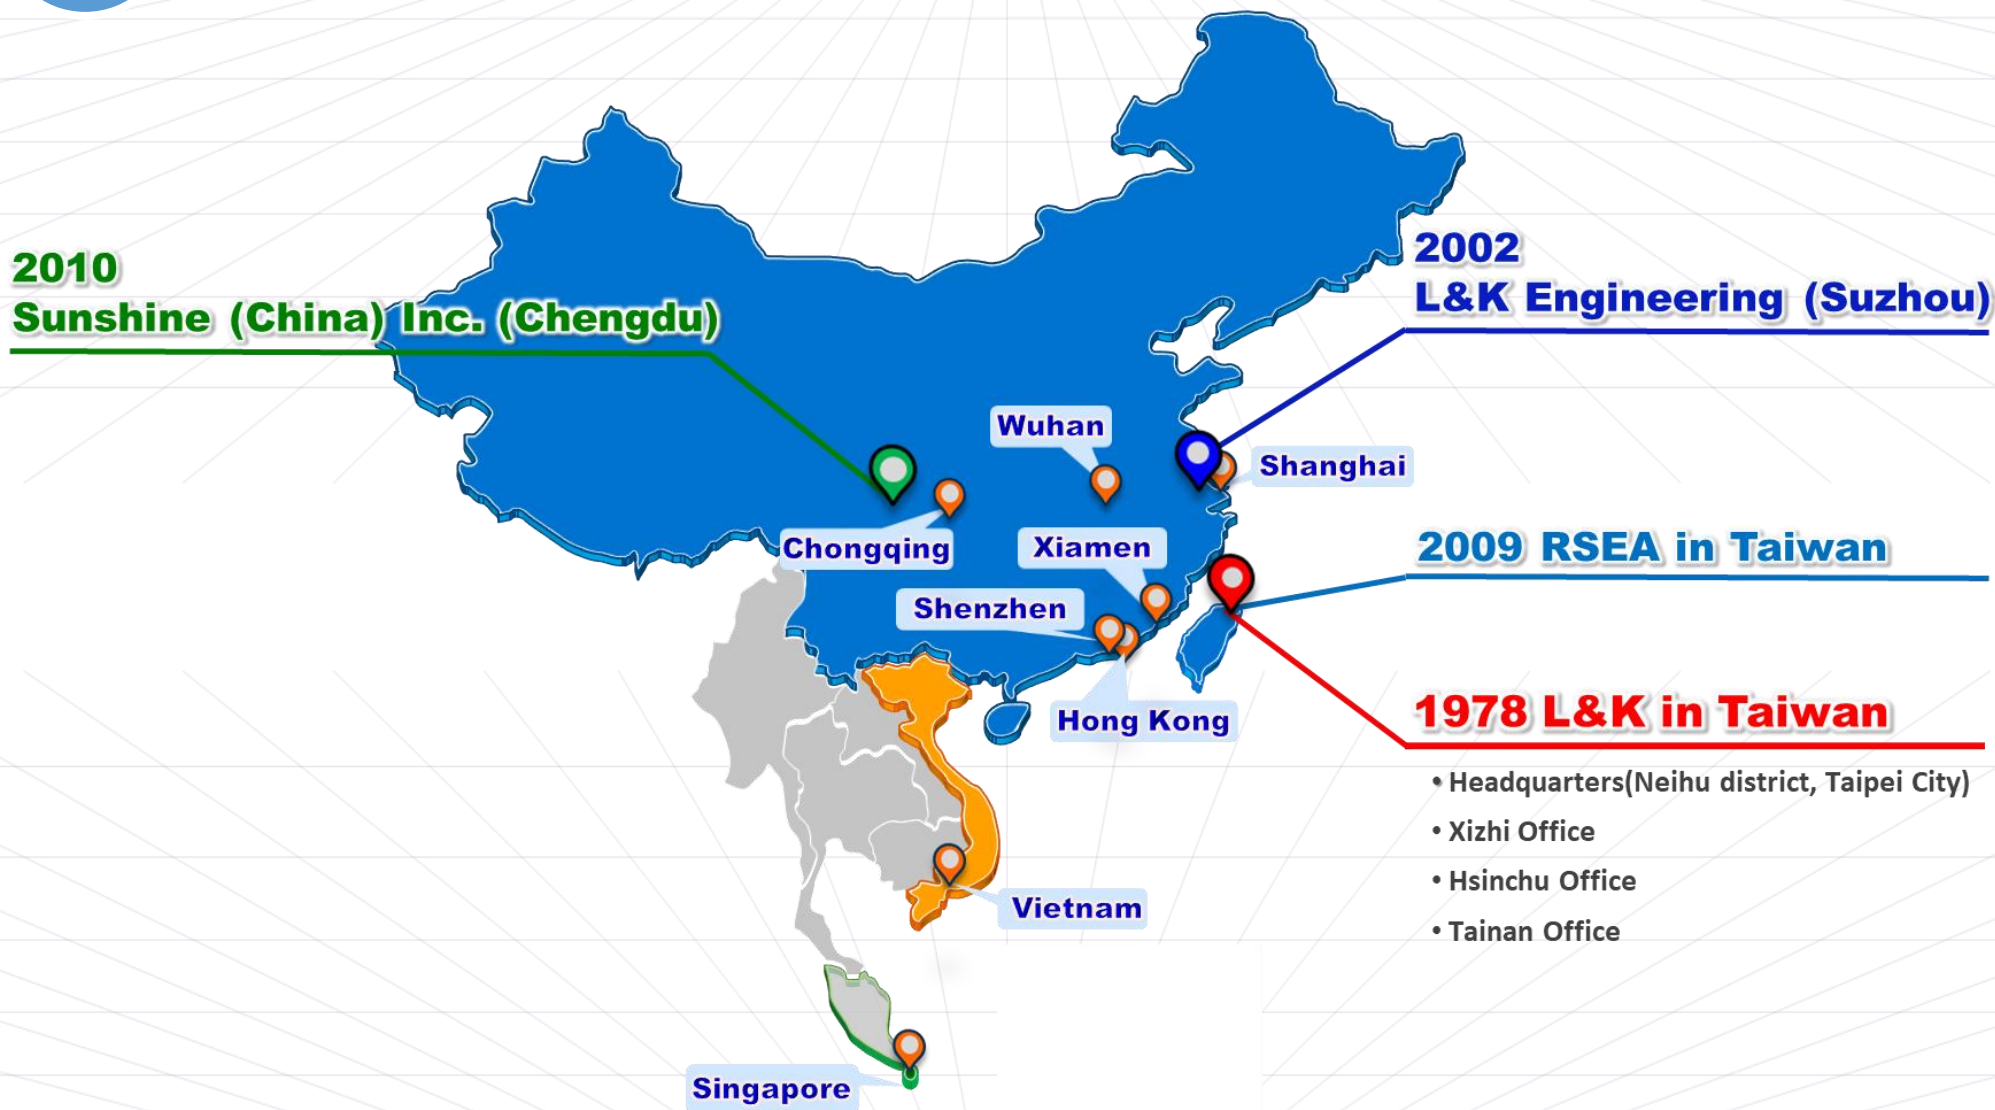 2010
Sunshine (China) Inc. (Chengdu)
2002
L&K Engineering (Suzhou)
Wuhan
Shanghai
Chongqing
Xiamen
2009 RSEA in Taiwan
Shenzhen
Hong Kong
1978 L&K in Taiwan
• Headquarters(Neihu district, Taipei City)
• Xizhi Office
• Hsinchu Office
• Tainan Office
Vietnam
Singapore